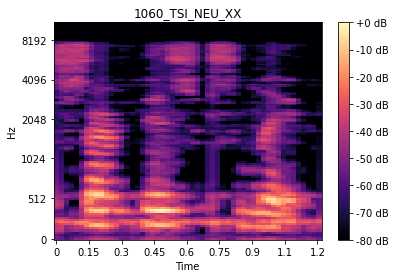 1060_TSI_NEU_XX
8192
4096
2048
1024
512
0
Hz
0 0.15 0.3 0.45 0.6 0.75 0.9 1.1 1.2
Time
+0 dB
-10 dB
-20 dB
-30 dB
-40 dB
-50 dB
-60 dB
-70 dB
-80 dB